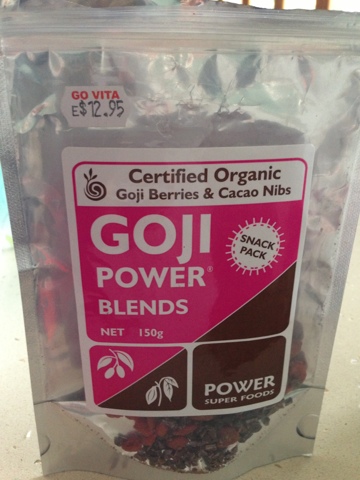 GO VITA
E$12.95
Certified Organic
Goji Berries & Cacao Nibs
GOJI
POWER®
BLENDS
NET 150g
SNACK
PACK
POWER
SUPER FOODS